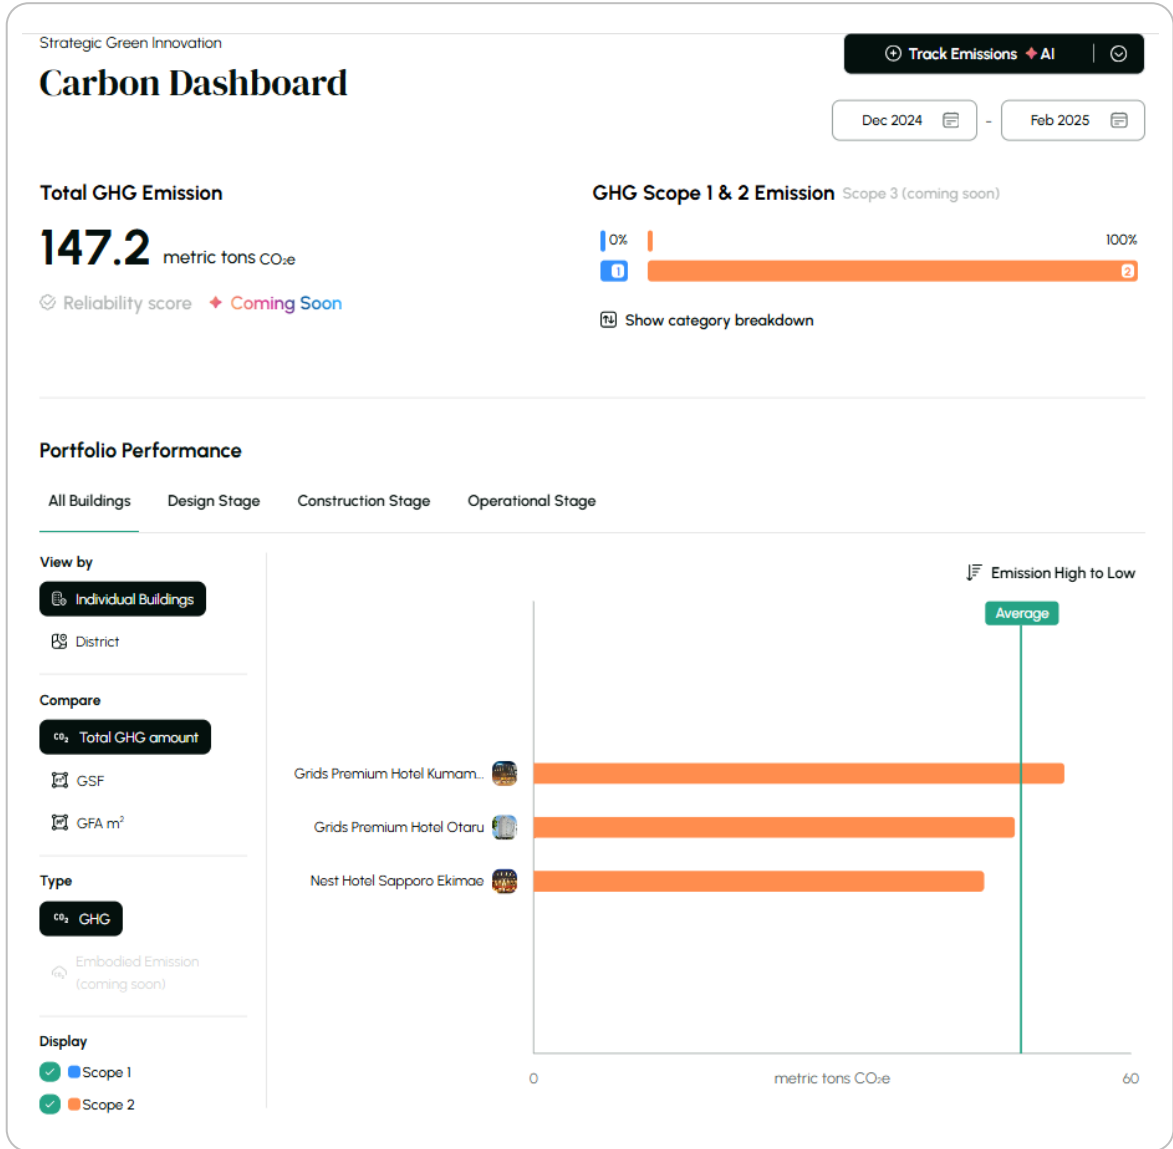 Strategic Green Innovation
Carbon Dashboard
Track Emissions AI
Dec 2024 - Feb 2025
Total GHG Emission
147.2 metric tons CO₂e
Reliability score Coming Soon
GHG Scope 1 & 2 Emission Scope 3 (coming soon)
0% 100%
1 2
Show category breakdown
Portfolio Performance
All Buildings Design Stage Construction Stage Operational Stage
View by
Individual Buildings
District
Compare
CO₂ Total GHG amount
GSF
GFA m²
Type
CO₂ GHG
Embodied Emission
(coming soon)
Display
Scope 1
Scope 2
Emission High to Low
Average
Grids Premium Hotel Kumam...
Grids Premium Hotel Otaru
Nest Hotel Sapporo Ekimae
0 metric tons CO₂e 60